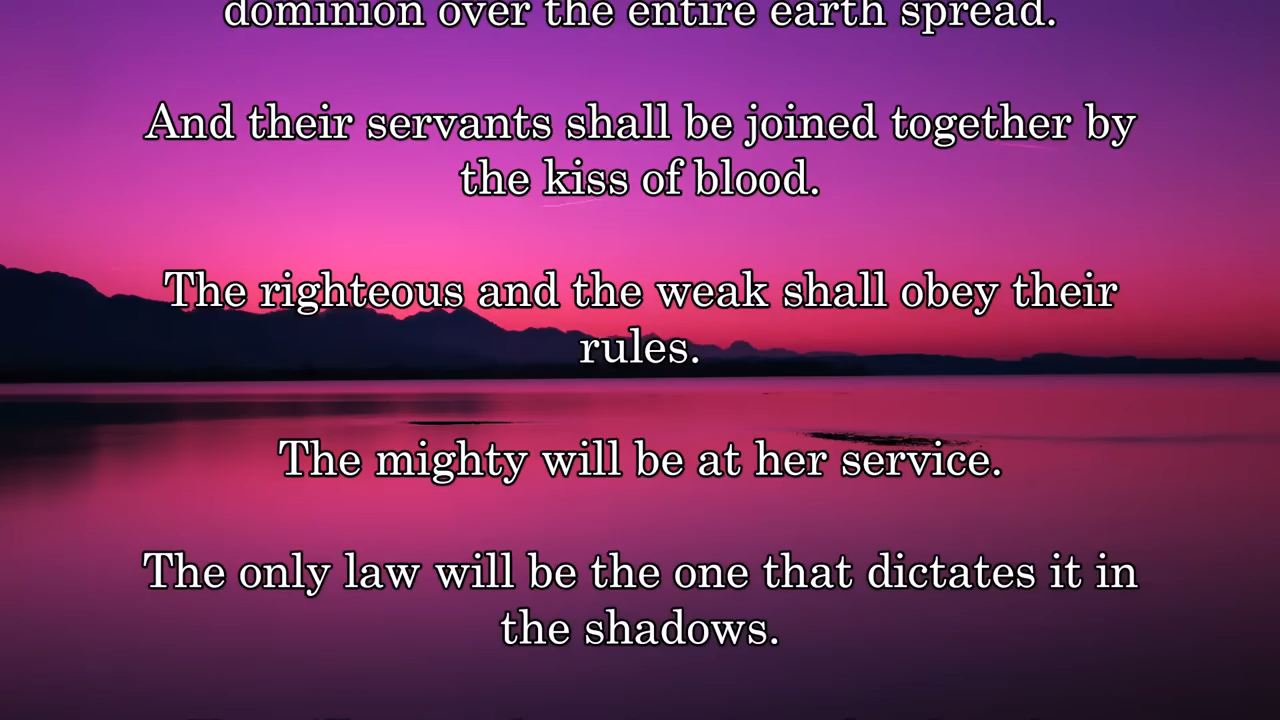 dominion over the entire earth spread.
And their servants shall be joined together by
the kiss of blood.
The righteous and the weak shall obey their
rules.
The mighty will be at her service.
The only law will be the one that dictates it in
the shadows.